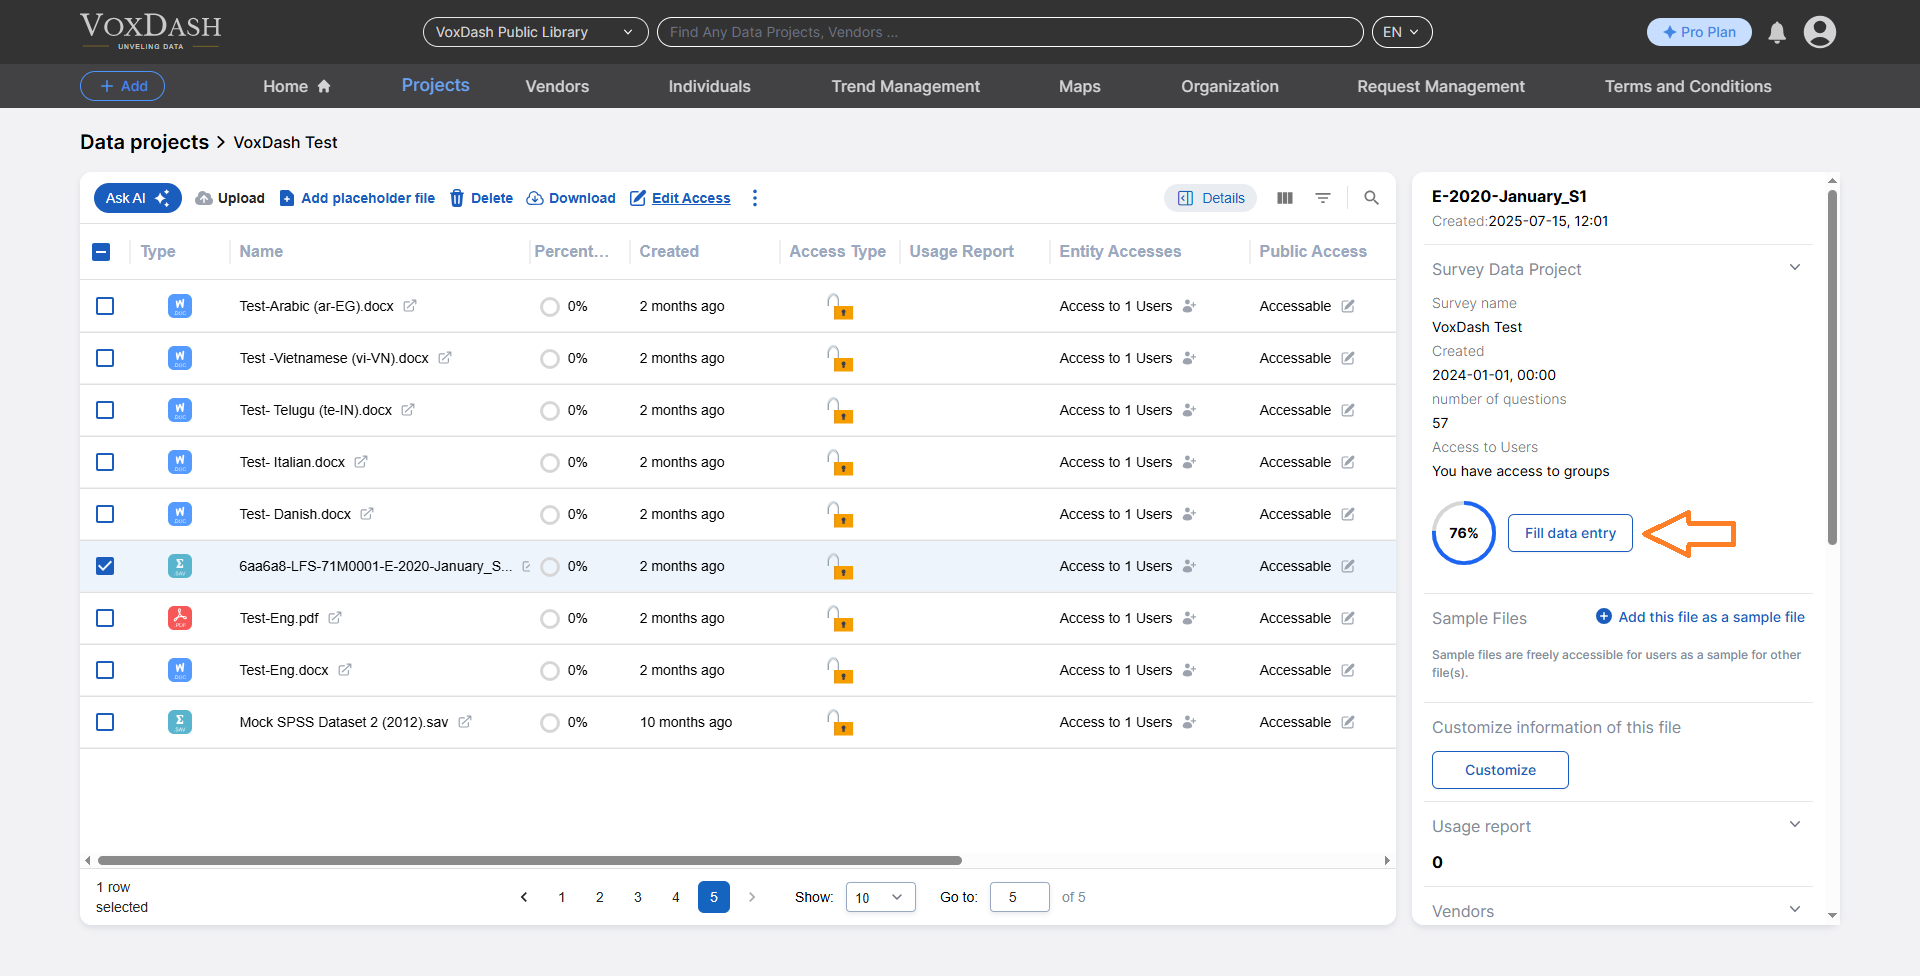 VOXDASH
UNVELING DATA
VoxDash Public Library
Find Any Data Projects, Vendors ...
EN
Pro Plan
+ Add
Home
Projects
Vendors
Individuals
Trend Management
Maps
Organization
Request Management
Terms and Conditions
Data projects > VoxDash Test
Ask AI
Upload
Add placeholder file
Delete
Download
Edit Access
Details
Type Name Percent... Created Access Type Usage Report Entity Accesses Public Access
W DOC Test-Arabic (ar-EG).docx 0% 2 months ago Access to 1 Users Accessable
W DOC Test -Vietnamese (vi-VN).docx 0% 2 months ago Access to 1 Users Accessable
W DOC Test- Telugu (te-IN).docx 0% 2 months ago Access to 1 Users Accessable
W DOC Test- Italian.docx 0% 2 months ago Access to 1 Users Accessable
W DOC Test- Danish.docx 0% 2 months ago Access to 1 Users Accessable
Σ SAV 6aa6a8-LFS-71M0001-E-2020-January_S... 0% 2 months ago Access to 1 Users Accessable
PDF Test-Eng.pdf 0% 2 months ago Access to 1 Users Accessable
W DOC Test-Eng.docx 0% 2 months ago Access to 1 Users Accessable
Σ SAV Mock SPSS Dataset 2 (2012).sav 0% 10 months ago Access to 1 Users Accessable
1 row
selected
1 2 3 4 5
Show: 10
Go to: 5 of 5
E-2020-January_S1
Created:2025-07-15, 12:01
Survey Data Project
Survey name
VoxDash Test
Created
2024-01-01, 00:00
number of questions
57
Access to Users
You have access to groups
76% Fill data entry
Sample Files Add this file as a sample file
Sample files are freely accessible for users as a sample for other
file(s).
Customize information of this file
Customize
Usage report
0
Vendors